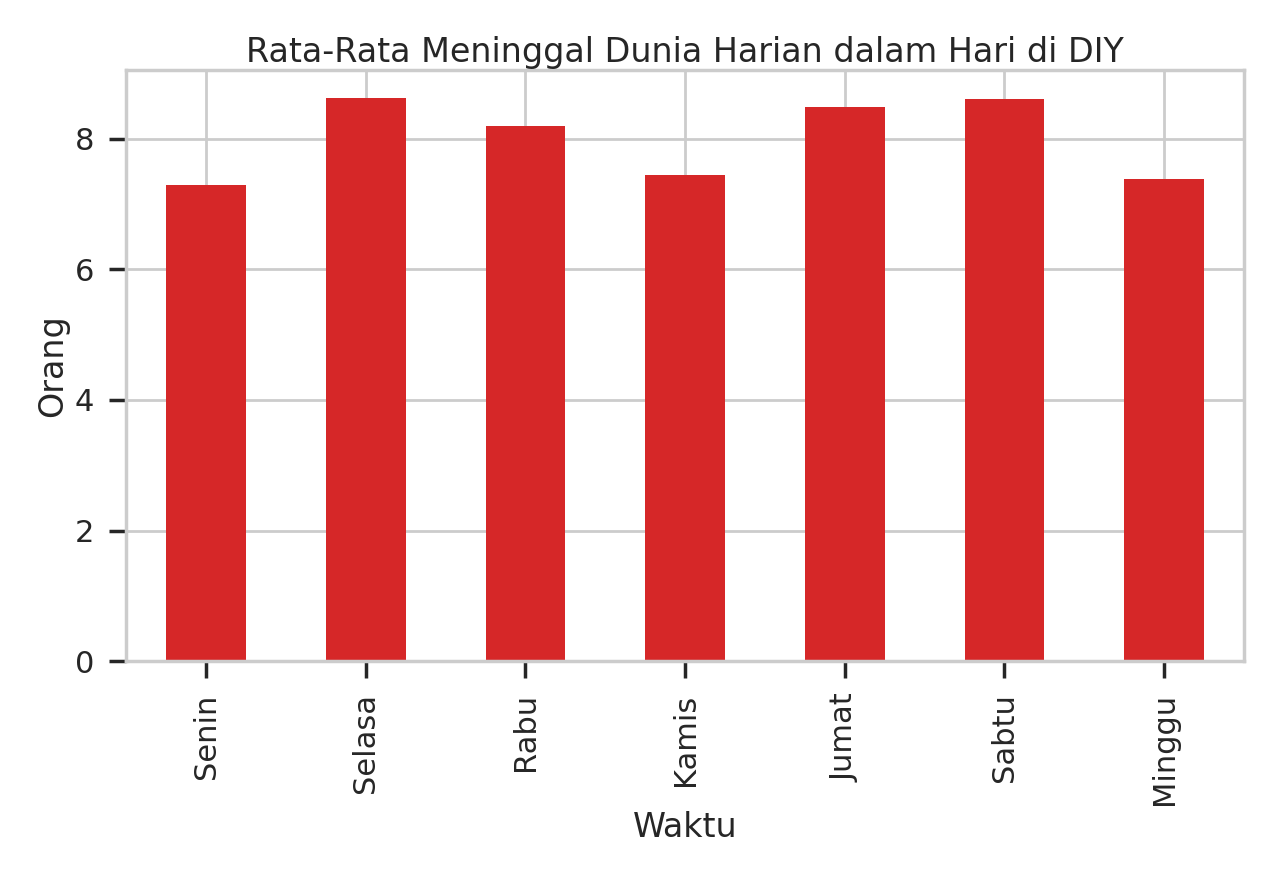 Rata-Rata Meninggal Dunia Harian dalam Hari di DIY
8
6
4
2
0
Orang
Senin
Selasa
Rabu
Kamis
Jumat
Sabtu
Minggu
Waktu